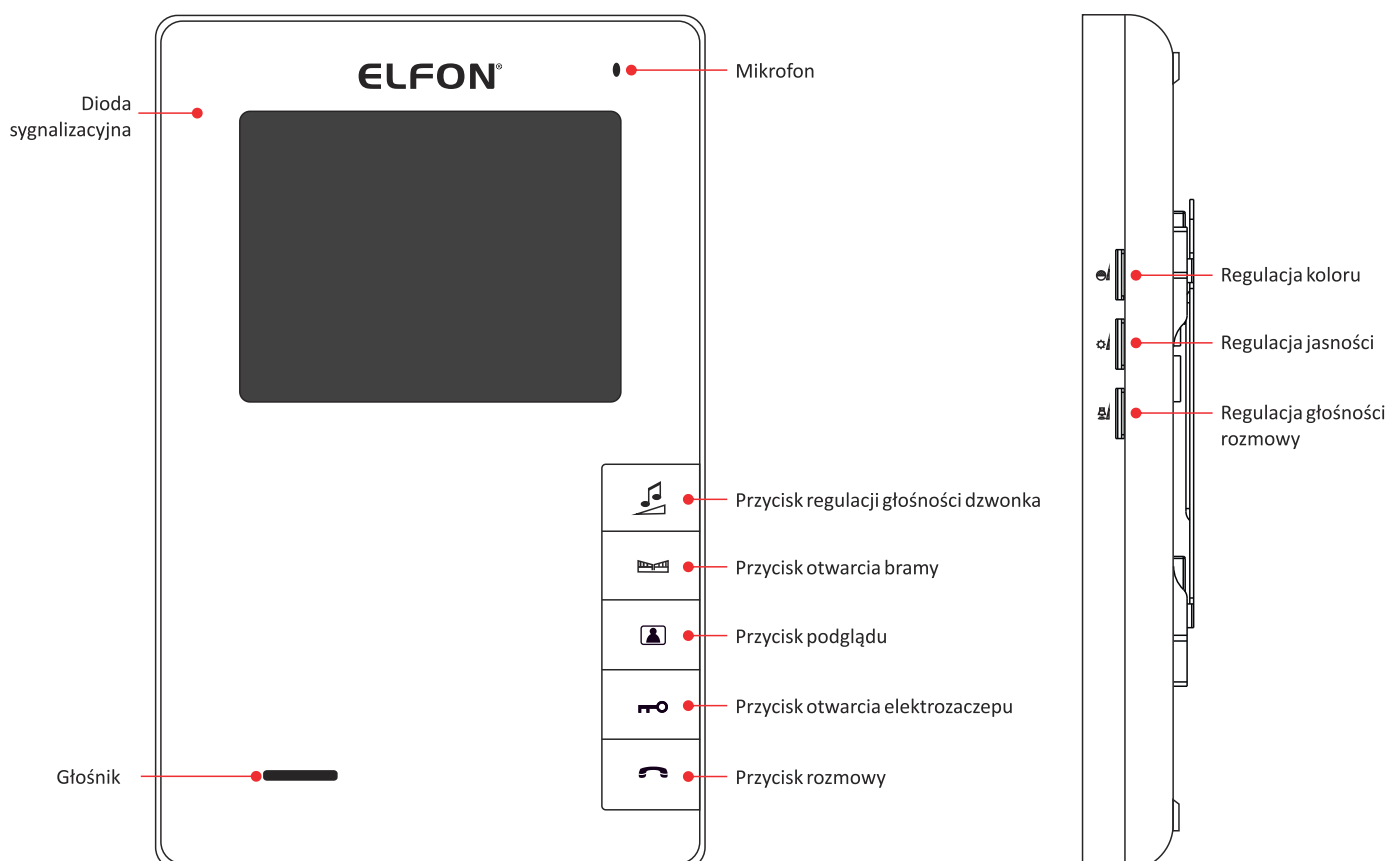 ELFON®
Mikrofon
Dioda
sygnalizacyjna
Przycisk regulacji głośności dzwonka
Przycisk otwarcia bramy
Przycisk podglądu
Przycisk otwarcia elektrozaczepu
Przycisk rozmowy
Głośnik
Regulacja koloru
Regulacja jasności
Regulacja głośności
rozmowy